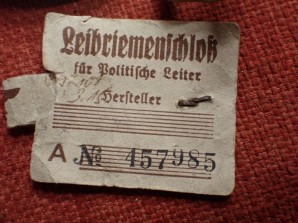 Leibriemenschloß
für Politische Leiter
Hersteller
A № 457985